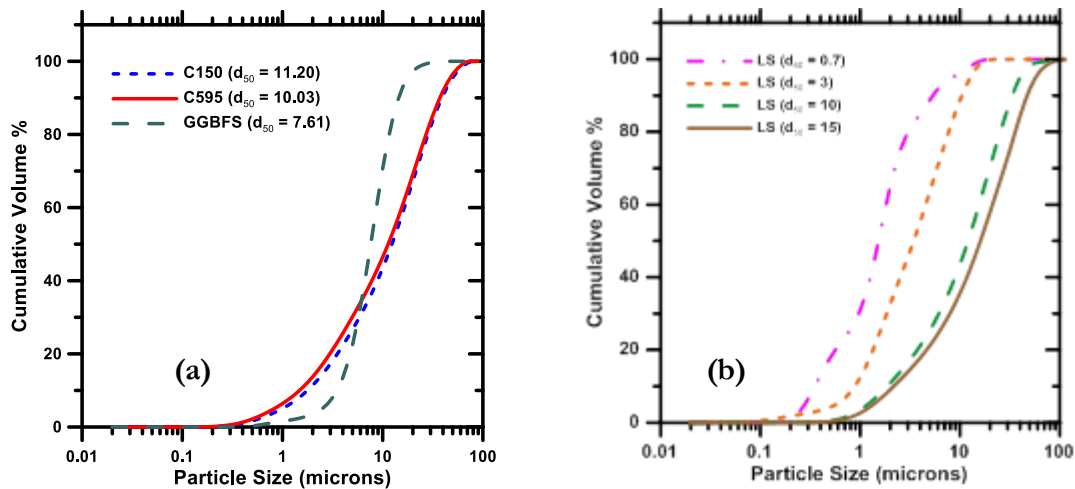 C150 (d50 = 11.20)
C595 (d50 = 10.03)
GGBFS (d50 = 7.61)
100
80
60
40
20
0
Cumulative Volume %
(a)
0.01 0.1 1 10 100
Particle Size (microns)
LS (d50 = 0.7)
LS (d50 = 3)
LS (d50 = 10)
LS (d50 = 15)
100
80
60
40
20
0
Cumulative Volume %
(b)
0.01 0.1 1 10 100
Particle Size (microns)